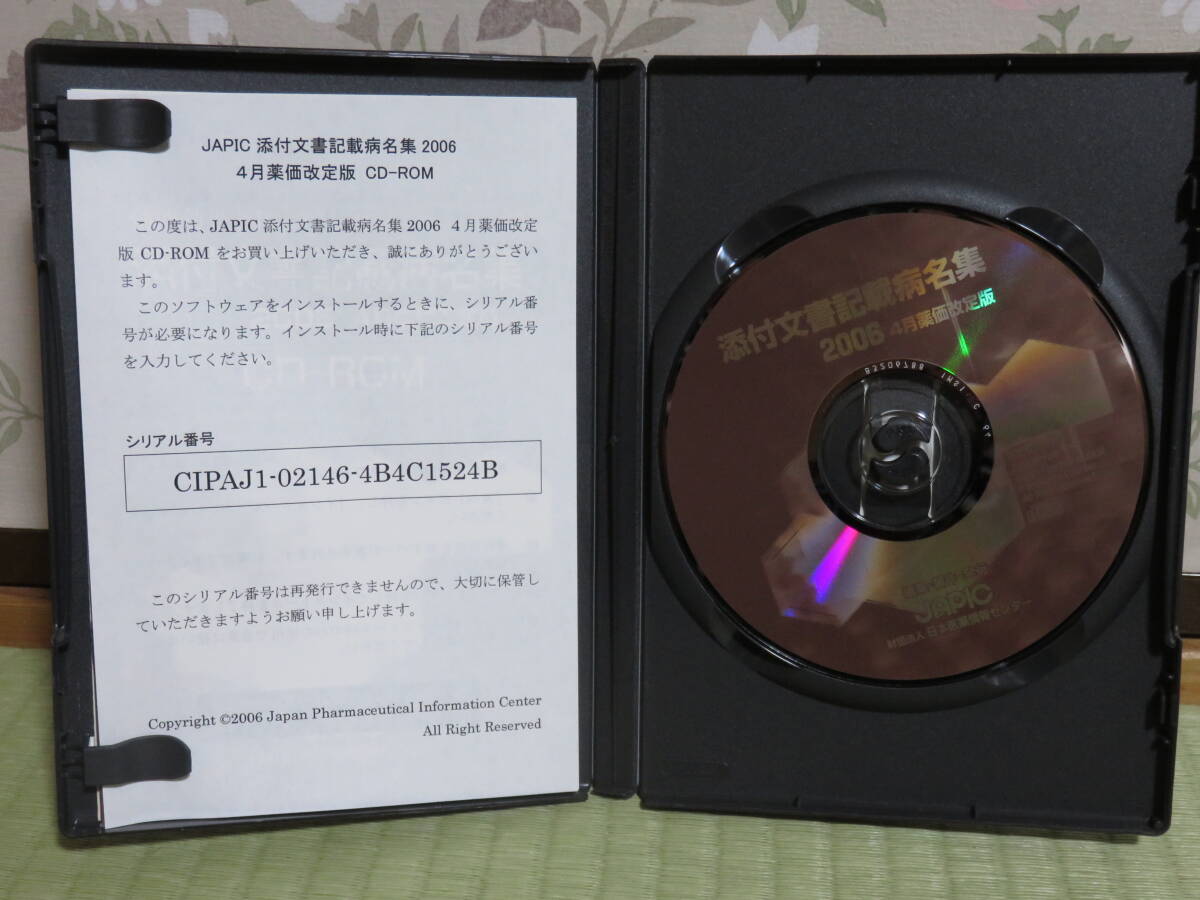 JAPIC 添付文書記載病名集 2006
4月薬価改定版 CD-ROM
この度は、JAPIC 添付文書記載病名集 2006 4月薬価改定
版 CD-ROM をお買い上げいただき、誠にありがとうござい
ます。
このソフトウェアをインストールするときに、シリアル番
号が必要になります。インストール時に下記のシリアル番号
を入力してください。
シリアル番号
CIPAJ1-02146-4B4C1524B
このシリアル番号は再発行できませんので、大切に保管し
ていただきますようお願い申し上げます。
Copyright ©2006 Japan Pharmaceutical Information Center
All Right Reserved
添付文書記載病名集
2006 4月薬価改定版
JAPIC
財団法人 日本医薬情報センター